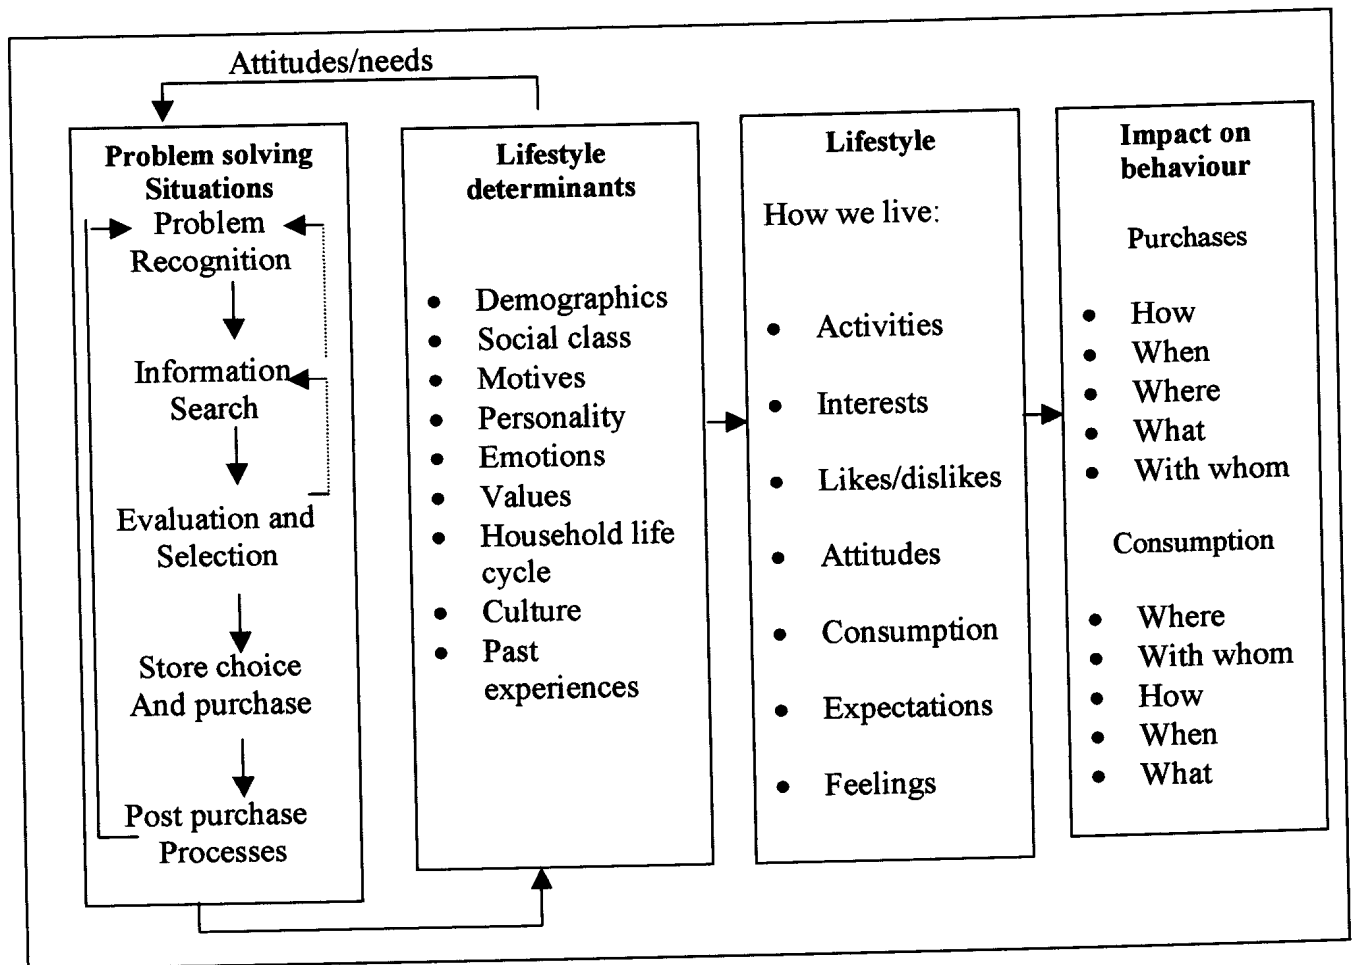 Attitudes/needs
Problem solving
Situations
Problem
Recognition
Information
Search
Evaluation and
Selection
Store choice
And purchase
Post purchase
Processes
Lifestyle
determinants
• Demographics
• Social class
• Motives
• Personality
• Emotions
• Values
• Household life
cycle
• Culture
• Past
experiences
Lifestyle
How we live:
• Activities
• Interests
• Likes/dislikes
• Attitudes
• Consumption
• Expectations
• Feelings
Impact on
behaviour
Purchases
• How
• When
• Where
• What
• With whom
Consumption
• Where
• With whom
• How
• When
• What